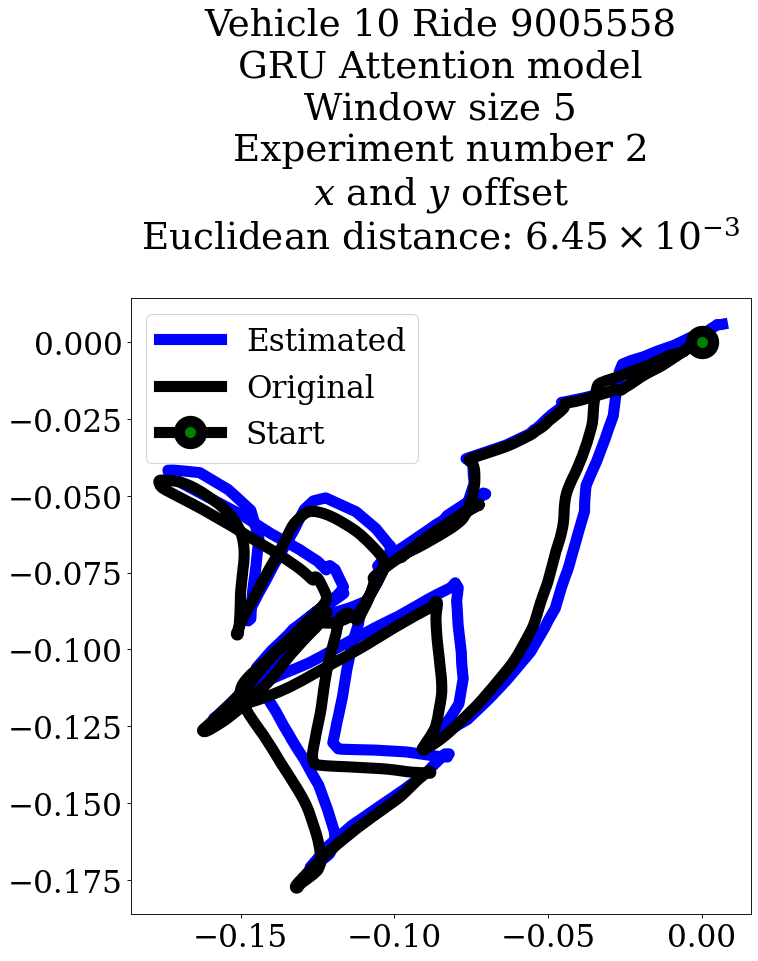 Vehicle 10 Ride 9005558
GRU Attention model
Window size 5
Experiment number 2
x and y offset
Euclidean distance: 6.45 × 10⁻³
Estimated
Original
Start
0.000
−0.025
−0.050
−0.075
−0.100
−0.125
−0.150
−0.175
−0.15 −0.10 −0.05 0.00